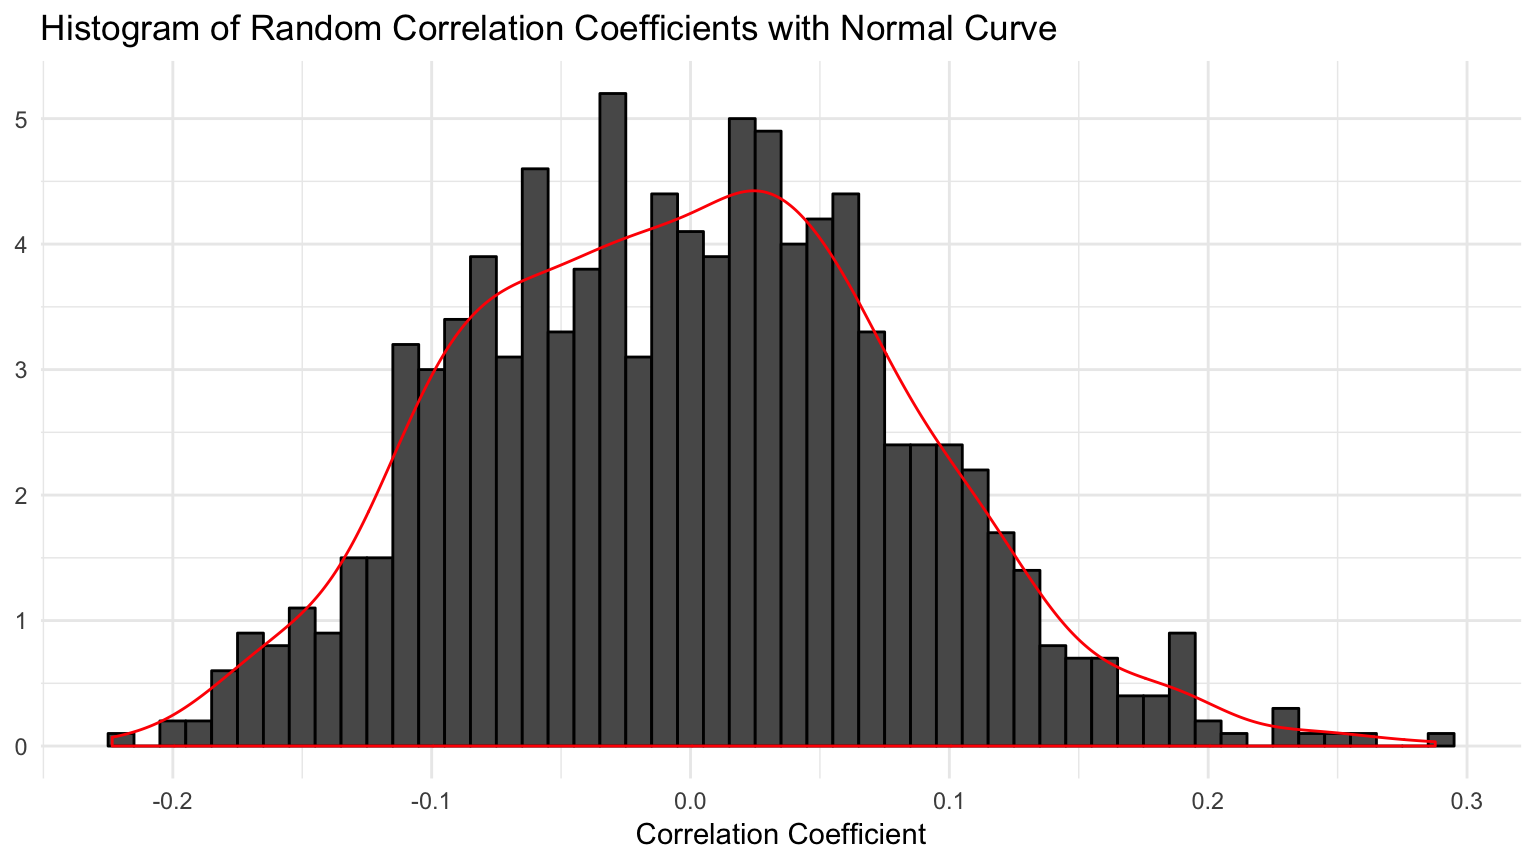 Histogram of Random Correlation Coefficients with Normal Curve
5
4
3
2
1
0
-0.2 -0.1 0.0 0.1 0.2 0.3
Correlation Coefficient